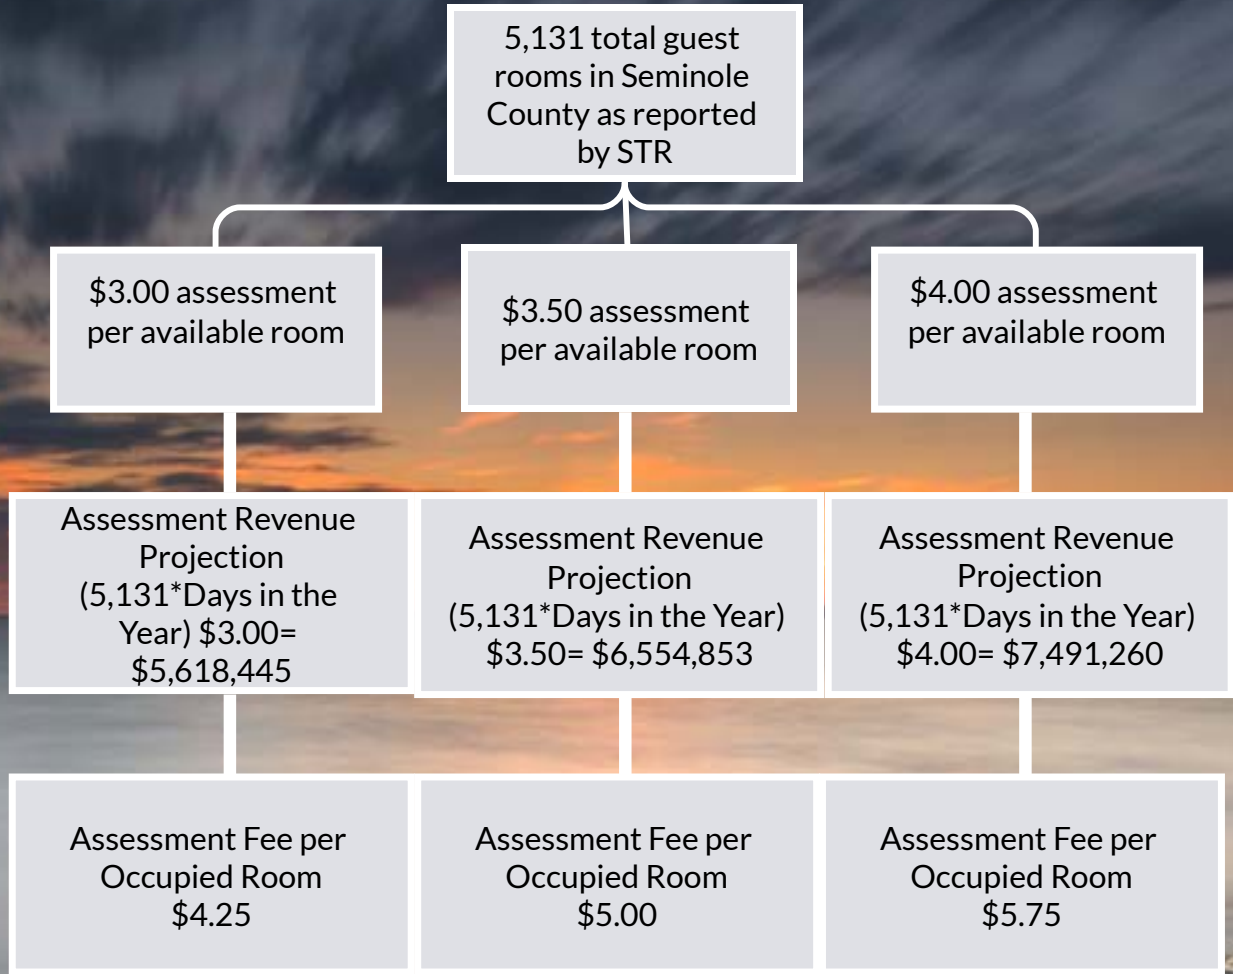 5,131 total guest
rooms in Seminole
County as reported
by STR
$3.00 assessment
per available room
$3.50 assessment
per available room
$4.00 assessment
per available room
Assessment Revenue
Projection
(5,131*Days in the
Year) $3.00=
$5,618,445
Assessment Revenue
Projection
(5,131*Days in the Year)
$3.50= $6,554,853
Assessment Revenue
Projection
(5,131*Days in the Year)
$4.00= $7,491,260
Assessment Fee per
Occupied Room
$4.25
Assessment Fee per
Occupied Room
$5.00
Assessment Fee per
Occupied Room
$5.75